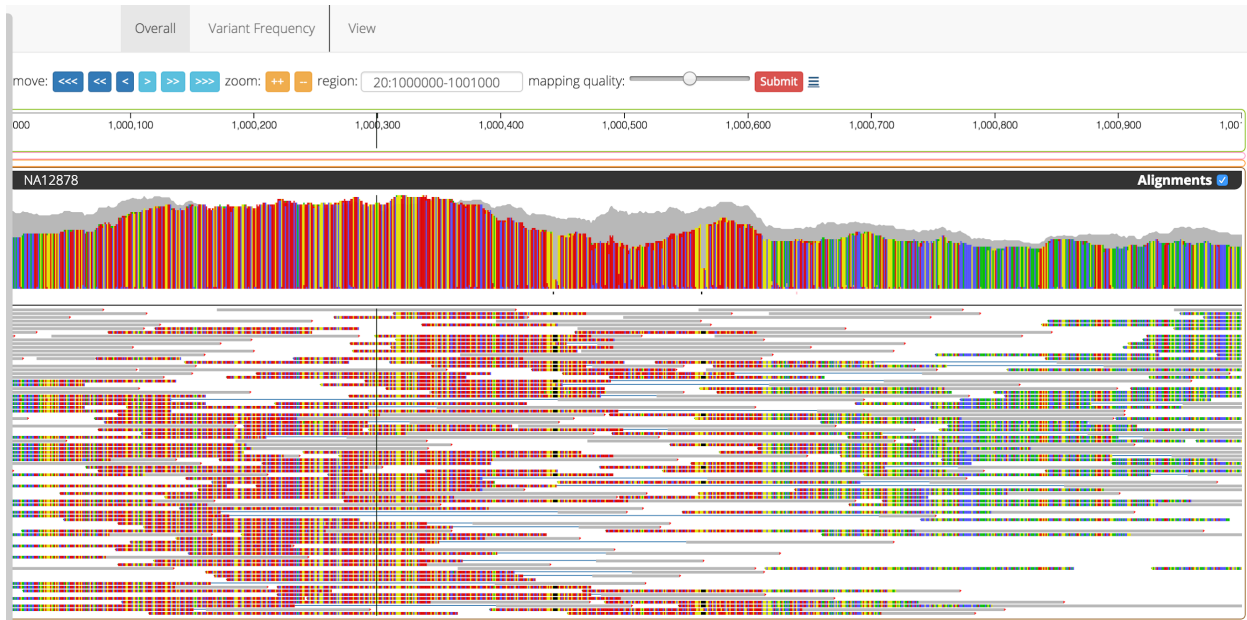 Overall Variant Frequency View
move: <<< << < > >> >>> zoom: ++ -- region: 20:1000000-1001000 mapping quality: Submit
000 1,000,100 1,000,200 1,000,300 1,000,400 1,000,500 1,000,600 1,000,700 1,000,800 1,000,900 1,00
NA12878 Alignments